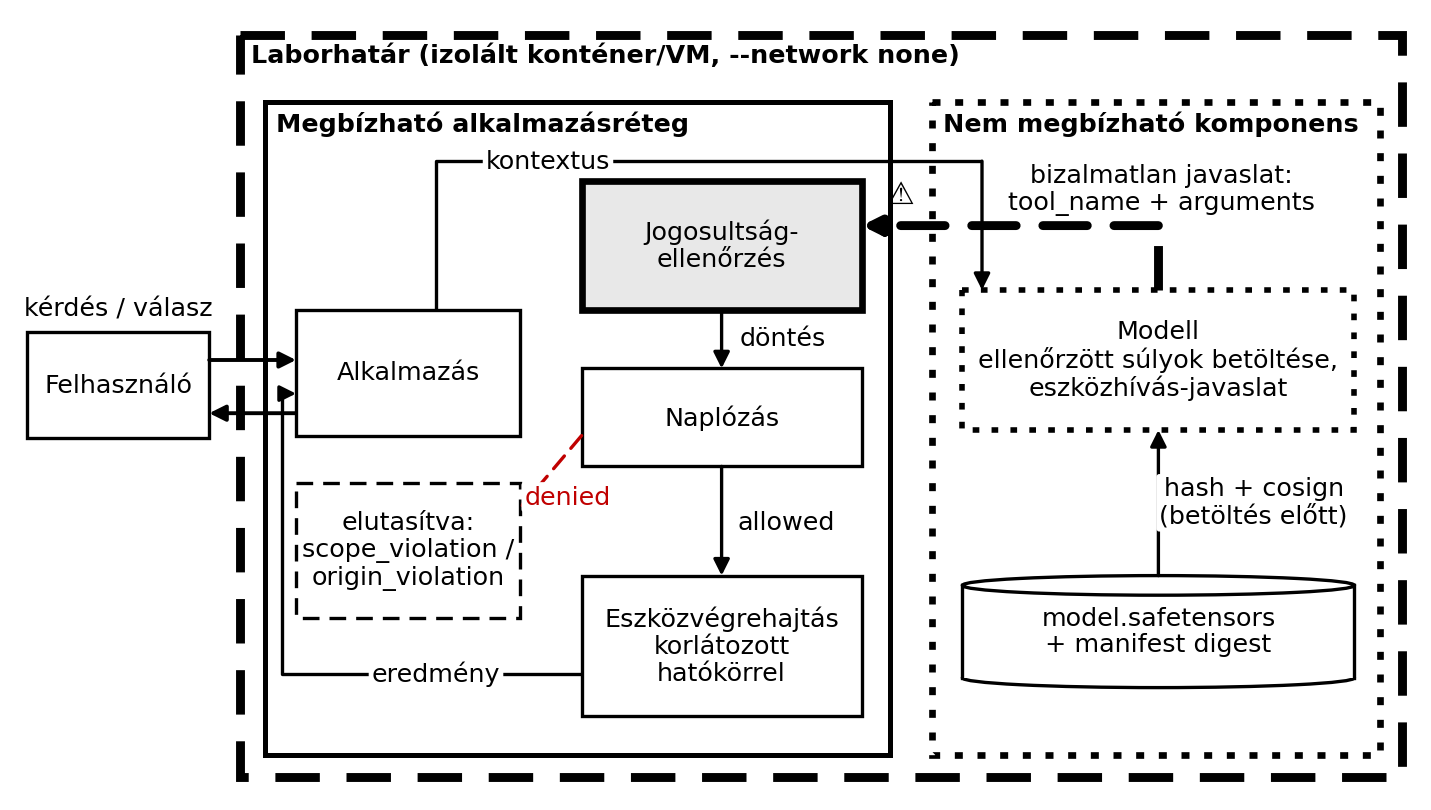 Laborhatár (izolált konténer/VM, --network none)
Megbízható alkalmazásréteg
Nem megbízható komponens
kontextus
bizalmatlan javaslat:
tool_name + arguments
⚠
Jogosultság-
ellenőrzés
kérdés / válasz
Felhasználó
Alkalmazás
döntés
Modell
ellenőrzött súlyok betöltése,
eszközhívás-javaslat
Naplózás
denied
elutasítva:
scope_violation /
origin_violation
allowed
hash + cosign
(betöltés előtt)
Eszközvégrehajtás
korlátozott
hatókörrel
eredmény
model.safetensors
+ manifest digest